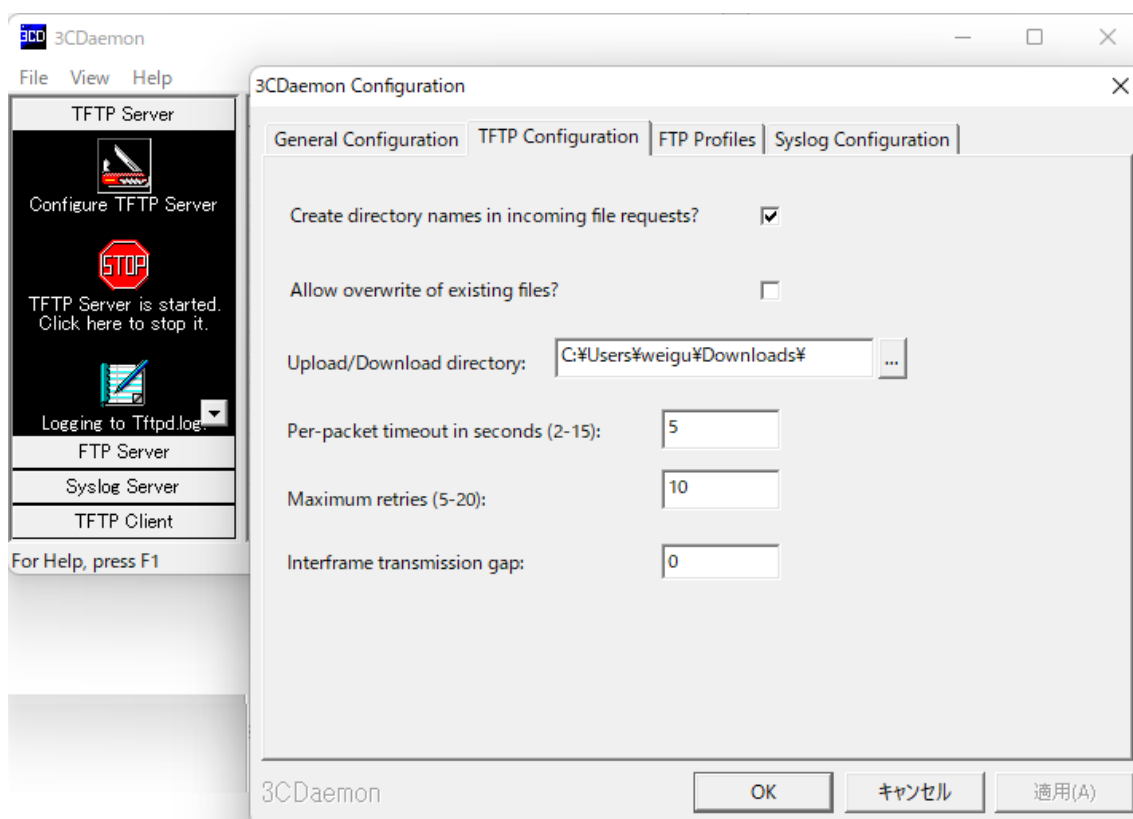 3CD 3CDaemon
File View Help
TFTP Server
Configure TFTP Server
STOP
TFTP Server is started.
Click here to stop it.
Logging to Tftpd.log.
FTP Server
Syslog Server
TFTP Client
For Help, press F1
3CDaemon Configuration
General Configuration TFTP Configuration FTP Profiles Syslog Configuration
Create directory names in incoming file requests?
Allow overwrite of existing files?
Upload/Download directory: C:¥Users¥weigu¥Downloads¥ ...
Per-packet timeout in seconds (2-15): 5
Maximum retries (5-20): 10
Interframe transmission gap: 0
3CDaemon OK キャンセル 適用(A)